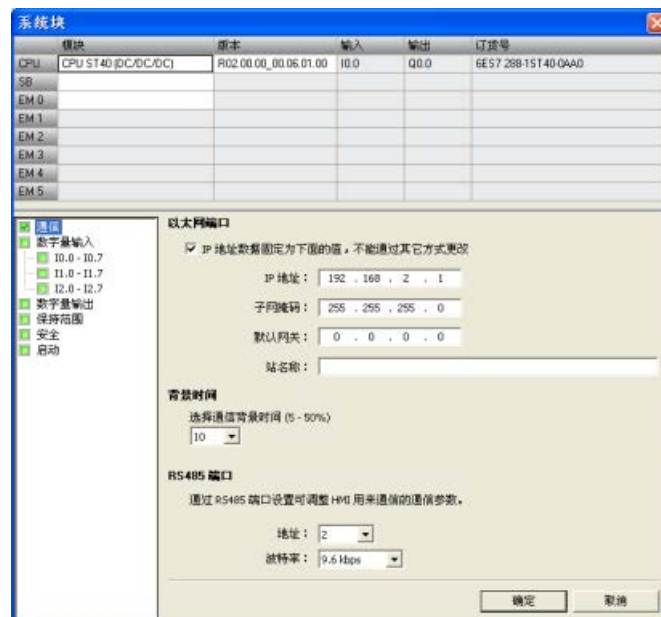 系统块
模块 版本 输入 输出 订货号
CPU CPU ST40 (DC/DC/DC) R02.00.00_00.06.01.00 I0.0 Q0.0 6ES7 288-1ST40-0AA0
SB
EM 0
EM 1
EM 2
EM 3
EM 4
EM 5
通信
数字量输入
I0.0 - I0.7
I1.0 - I1.7
I2.0 - I2.7
数字量输出
保持范围
安全
启动
以太网端口
IP 地址数据固定为下面的值，不能通过其它方式更改
IP 地址： 192 . 168 . 2 . 1
子网掩码： 255 . 255 . 255 . 0
默认网关： 0 . 0 . 0 . 0
站名称：
背景时间
选择通信背景时间 (5 - 50%)
10
RS485 端口
通过 RS485 端口设置可调整 HMI 用来通信的通信参数。
地址： 2
波特率： 9.6 kbps
确定 取消